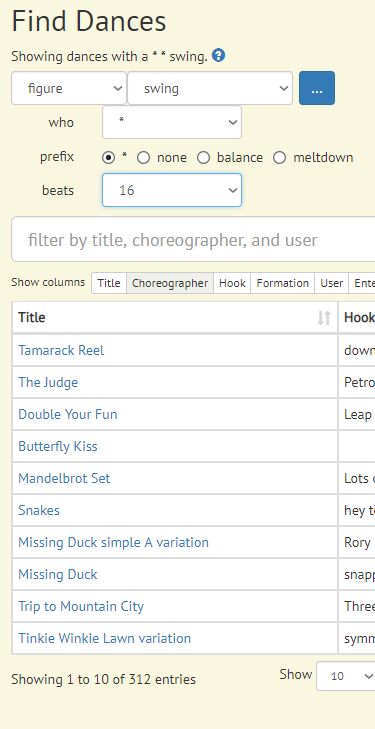 Find Dances
Showing dances with a * * swing. ?
figure swing ...
who *
prefix * none balance meltdown
beats 16
filter by title, choreographer, and user
Show columns Title Choreographer Hook Formation User Ente
Title Hook
Tamarack Reel down
The Judge Petro
Double Your Fun Leap
Butterfly Kiss
Mandelbrot Set Lots
Snakes hey t
Missing Duck simple A variation Rory
Missing Duck snapp
Trip to Mountain City Three
Tinkie Winkie Lawn variation symm
Showing 1 to 10 of 312 entries Show 10